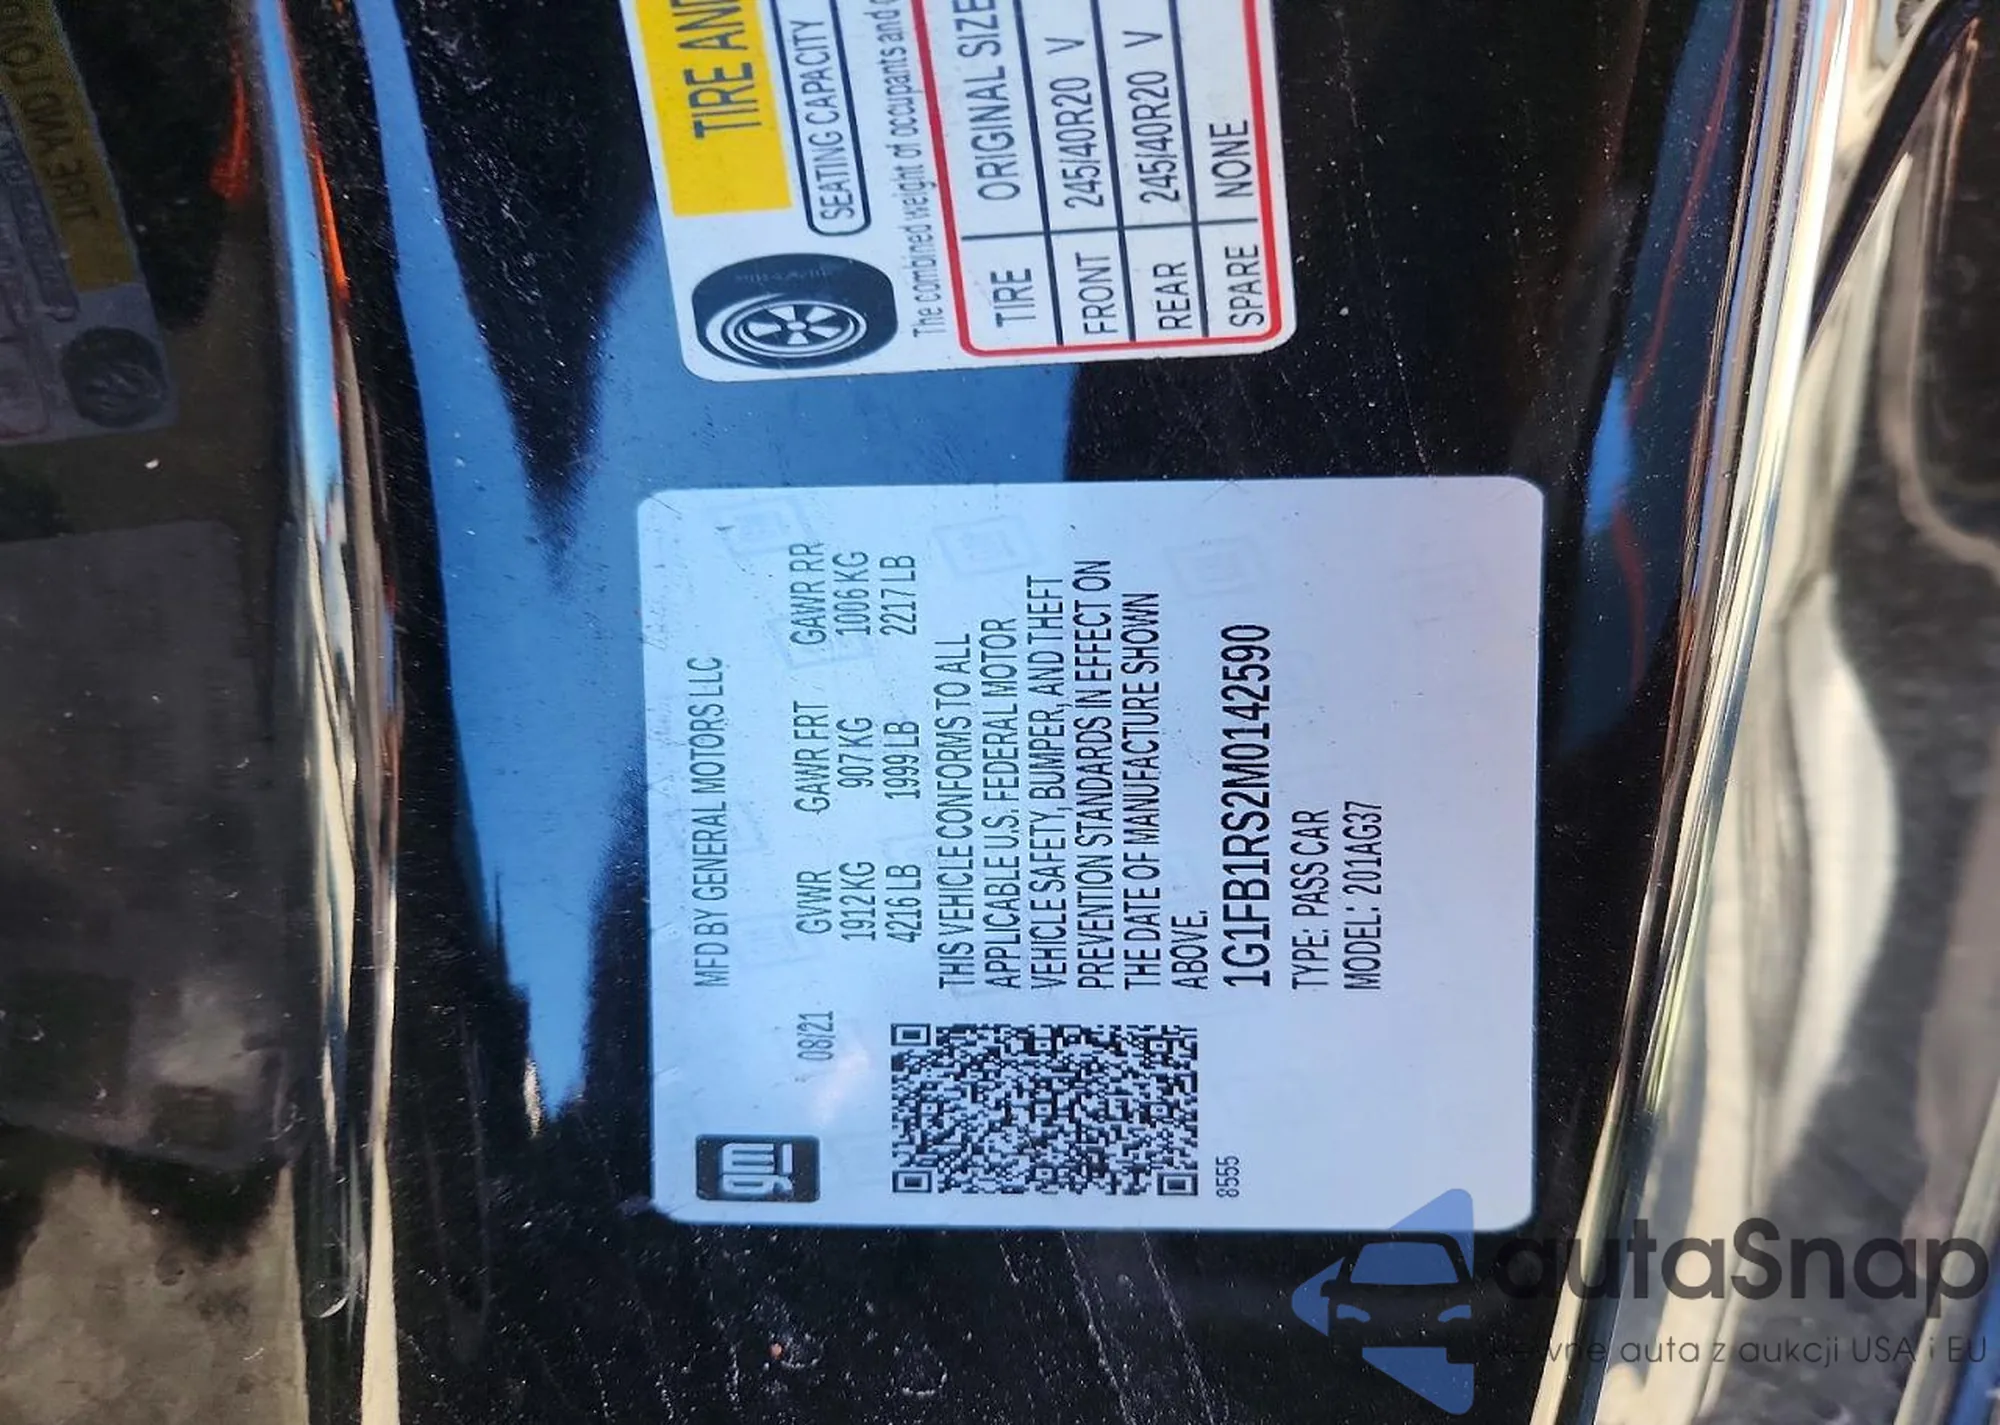 TIRE AN
SEATING CAPACITY
The combined weight of occupants and
TIRE ORIGINAL SIZE
FRONT 245/40R20 V
REAR 245/40R20 V
SPARE NONE
MFD BY GENERAL MOTORS LLC
gm
08/21 GVWR GAWR FRT GAWR RR
1912 KG 907 KG 1006 KG
4216 LB 1999 LB 2217 LB
THIS VEHICLE CONFORMS TO ALL
APPLICABLE U.S. FEDERAL MOTOR
VEHICLE SAFETY, BUMPER, AND THEFT
PREVENTION STANDARDS IN EFFECT ON
THE DATE OF MANUFACTURE SHOWN
ABOVE.
1G1FB1RS2M0142590
TYPE: PASS CAR
MODEL: 201AG37
8555
autaSnap
auta z aukcji USA i EU